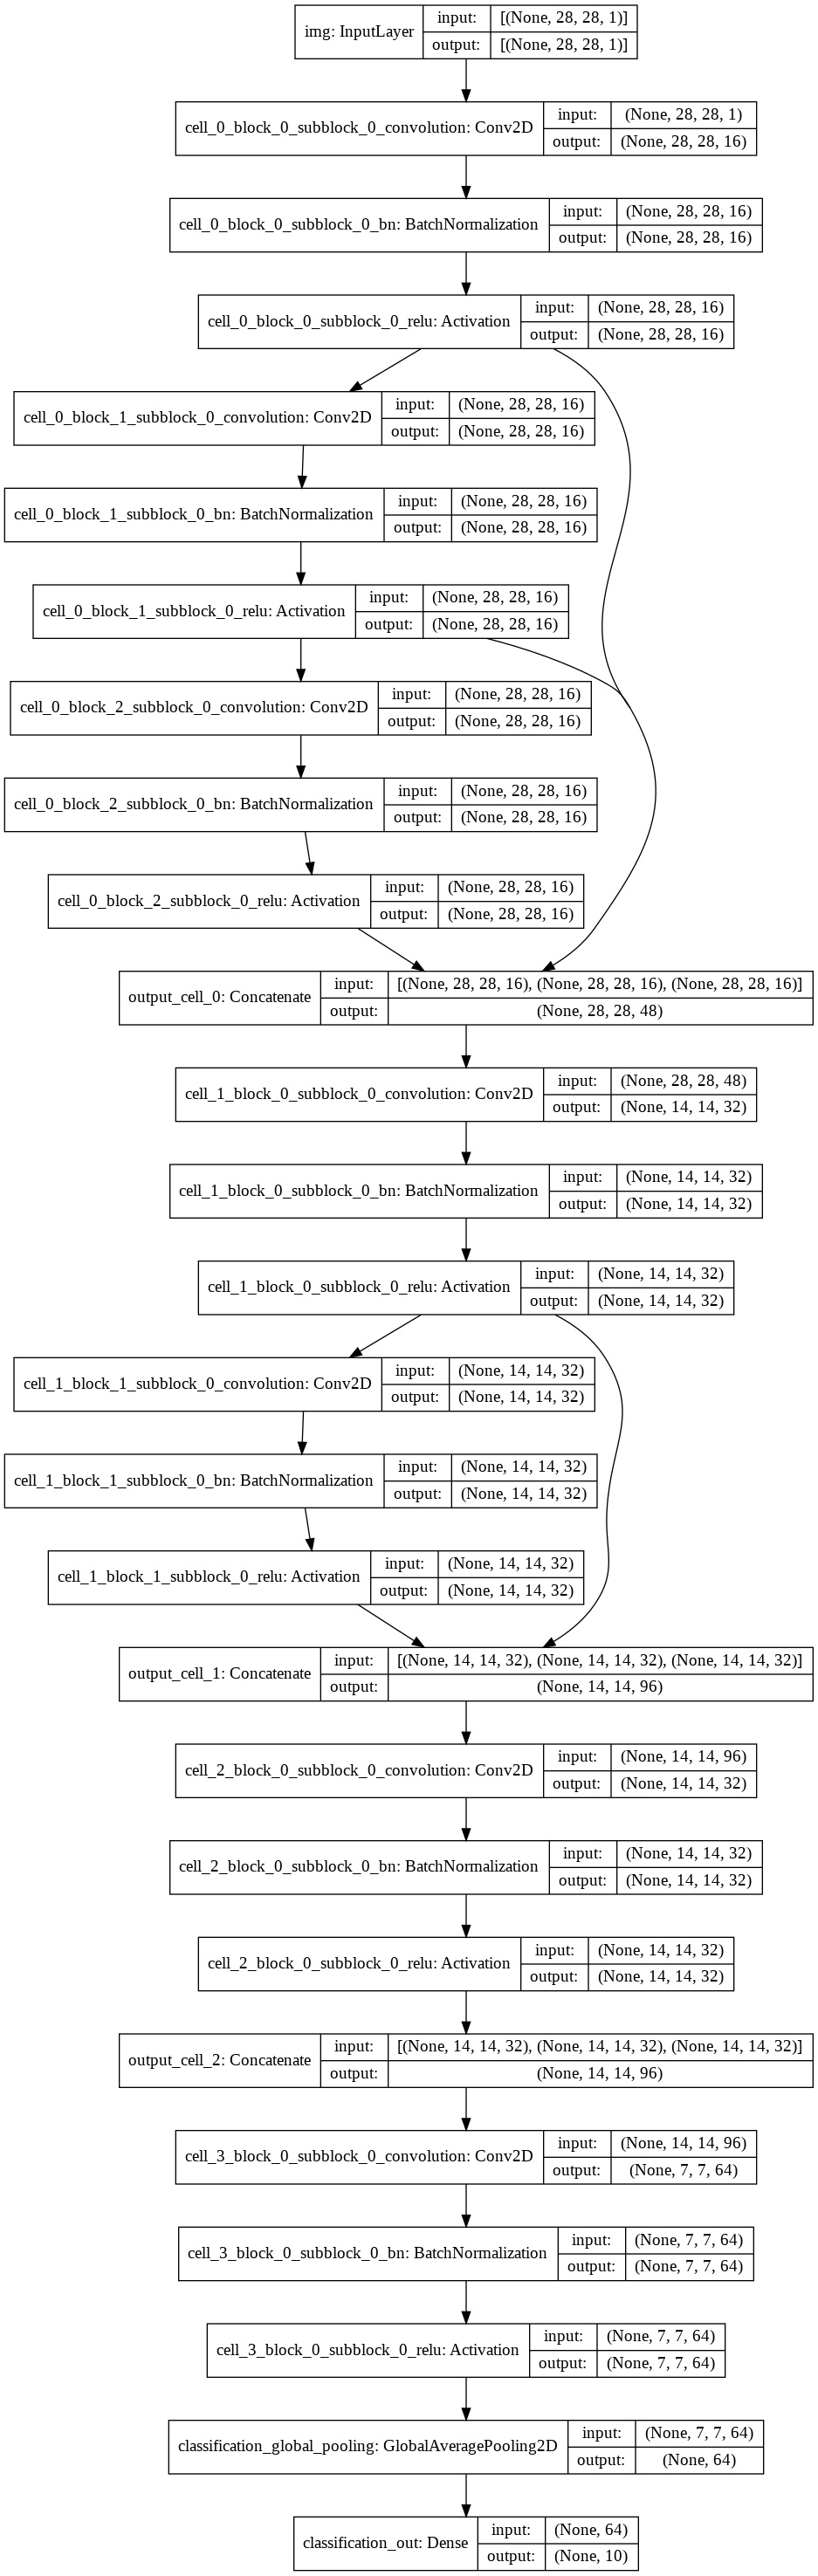 img: InputLayer
input: [(None, 28, 28, 1)]
output: [(None, 28, 28, 1)]
cell_0_block_0_subblock_0_convolution: Conv2D
input: (None, 28, 28, 1)
output: (None, 28, 28, 16)
cell_0_block_0_subblock_0_bn: BatchNormalization
input: (None, 28, 28, 16)
output: (None, 28, 28, 16)
cell_0_block_0_subblock_0_relu: Activation
input: (None, 28, 28, 16)
output: (None, 28, 28, 16)
cell_0_block_1_subblock_0_convolution: Conv2D
input: (None, 28, 28, 16)
output: (None, 28, 28, 16)
cell_0_block_1_subblock_0_bn: BatchNormalization
input: (None, 28, 28, 16)
output: (None, 28, 28, 16)
cell_0_block_1_subblock_0_relu: Activation
input: (None, 28, 28, 16)
output: (None, 28, 28, 16)
cell_0_block_2_subblock_0_convolution: Conv2D
input: (None, 28, 28, 16)
output: (None, 28, 28, 16)
cell_0_block_2_subblock_0_bn: BatchNormalization
input: (None, 28, 28, 16)
output: (None, 28, 28, 16)
cell_0_block_2_subblock_0_relu: Activation
input: (None, 28, 28, 16)
output: (None, 28, 28, 16)
output_cell_0: Concatenate
input: [(None, 28, 28, 16), (None, 28, 28, 16), (None, 28, 28, 16)]
output: (None, 28, 28, 48)
cell_1_block_0_subblock_0_convolution: Conv2D
input: (None, 28, 28, 48)
output: (None, 14, 14, 32)
cell_1_block_0_subblock_0_bn: BatchNormalization
input: (None, 14, 14, 32)
output: (None, 14, 14, 32)
cell_1_block_0_subblock_0_relu: Activation
input: (None, 14, 14, 32)
output: (None, 14, 14, 32)
cell_1_block_1_subblock_0_convolution: Conv2D
input: (None, 14, 14, 32)
output: (None, 14, 14, 32)
cell_1_block_1_subblock_0_bn: BatchNormalization
input: (None, 14, 14, 32)
output: (None, 14, 14, 32)
cell_1_block_1_subblock_0_relu: Activation
input: (None, 14, 14, 32)
output: (None, 14, 14, 32)
output_cell_1: Concatenate
input: [(None, 14, 14, 32), (None, 14, 14, 32), (None, 14, 14, 32)]
output: (None, 14, 14, 96)
cell_2_block_0_subblock_0_convolution: Conv2D
input: (None, 14, 14, 96)
output: (None, 14, 14, 32)
cell_2_block_0_subblock_0_bn: BatchNormalization
input: (None, 14, 14, 32)
output: (None, 14, 14, 32)
cell_2_block_0_subblock_0_relu: Activation
input: (None, 14, 14, 32)
output: (None, 14, 14, 32)
output_cell_2: Concatenate
input: [(None, 14, 14, 32), (None, 14, 14, 32), (None, 14, 14, 32)]
output: (None, 14, 14, 96)
cell_3_block_0_subblock_0_convolution: Conv2D
input: (None, 14, 14, 96)
output: (None, 7, 7, 64)
cell_3_block_0_subblock_0_bn: BatchNormalization
input: (None, 7, 7, 64)
output: (None, 7, 7, 64)
cell_3_block_0_subblock_0_relu: Activation
input: (None, 7, 7, 64)
output: (None, 7, 7, 64)
classification_global_pooling: GlobalAveragePooling2D
input: (None, 7, 7, 64)
output: (None, 64)
classification_out: Dense
input: (None, 64)
output: (None, 10)